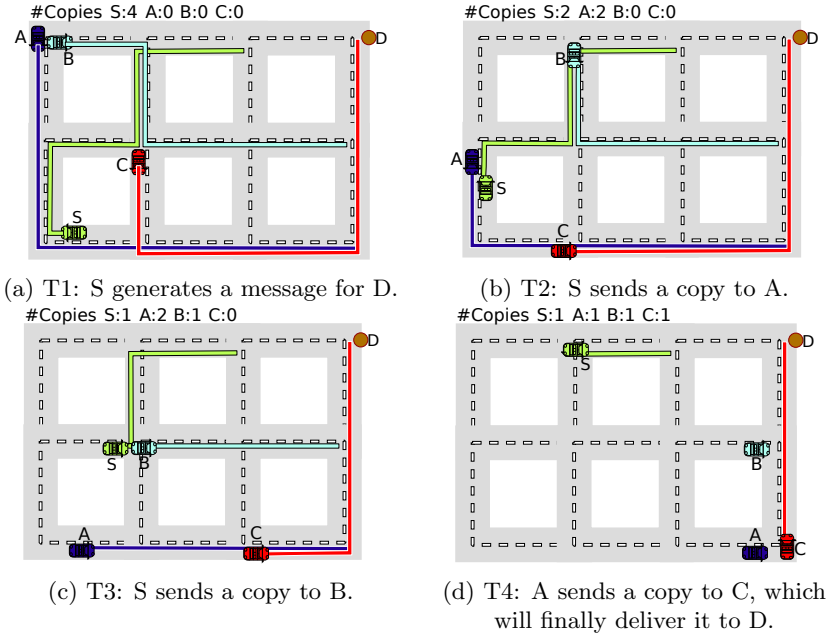 #Copies S:4 A:0 B:0 C:0
A
B
D
C
S
(a) T1: S generates a message for D.
#Copies S:2 A:2 B:0 C:0
D
B
A
S
C
(b) T2: S sends a copy to A.
#Copies S:1 A:2 B:1 C:0
D
S
B
A
C
(c) T3: S sends a copy to B.
#Copies S:1 A:1 B:1 C:1
D
S
B
A
C
(d) T4: A sends a copy to C, which
will finally deliver it to D.